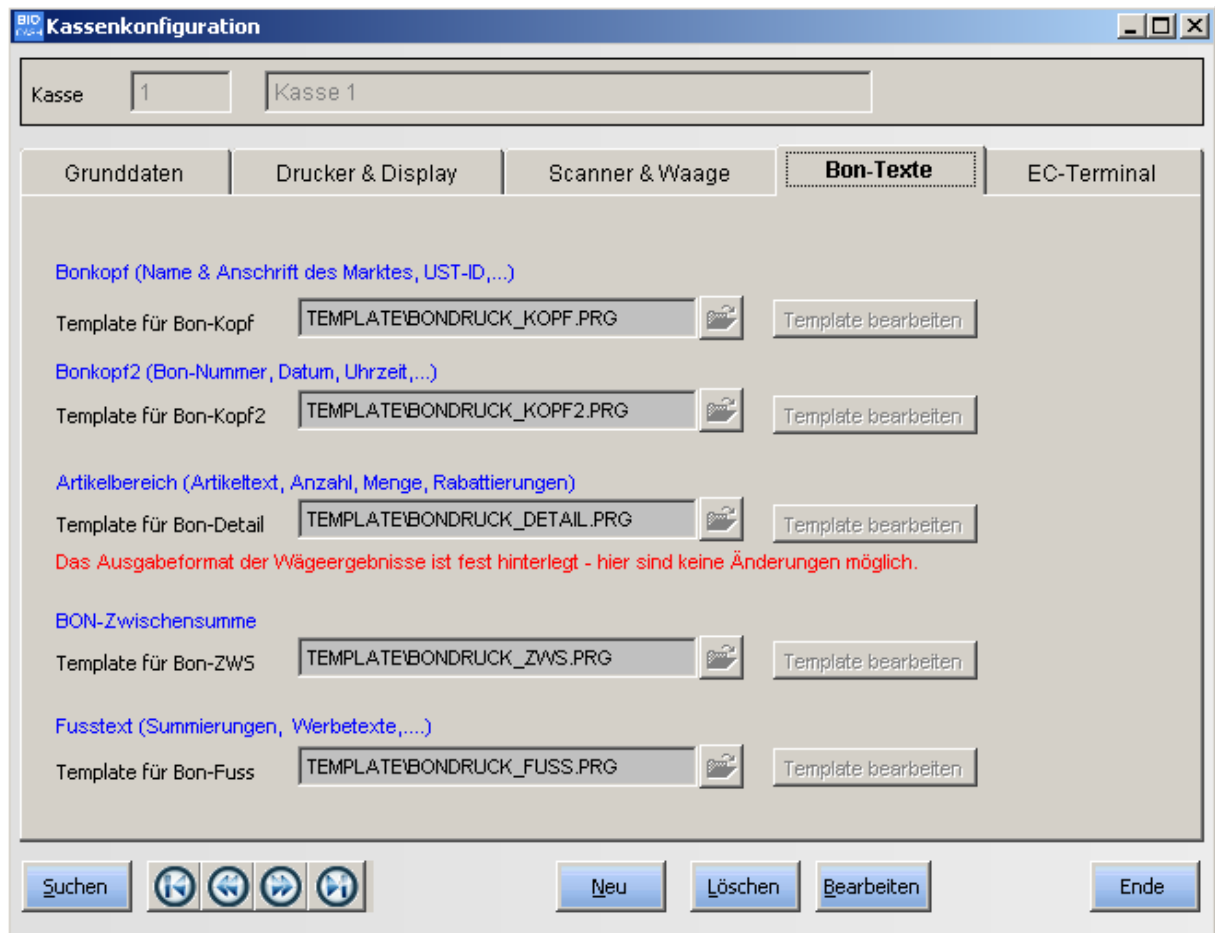 BIO CASH Kassenkonfiguration
Kasse 1 Kasse 1
Grunddaten Drucker & Display Scanner & Waage Bon-Texte EC-Terminal
Bonkopf (Name & Anschrift des Marktes, UST-ID,...)
Template für Bon-Kopf TEMPLATE\BONDRUCK_KOPF.PRG Template bearbeiten
Bonkopf2 (Bon-Nummer, Datum, Uhrzeit,...)
Template für Bon-Kopf2 TEMPLATE\BONDRUCK_KOPF2.PRG Template bearbeiten
Artikelbereich (Artikeltext, Anzahl, Menge, Rabattierungen)
Template für Bon-Detail TEMPLATE\BONDRUCK_DETAIL.PRG Template bearbeiten
Das Ausgabeformat der Wägeergebnisse ist fest hinterlegt - hier sind keine Änderungen möglich.
BON-Zwischensumme
Template für Bon-ZWS TEMPLATE\BONDRUCK_ZWS.PRG Template bearbeiten
Fusstext (Summierungen, Werbetexte,....)
Template für Bon-Fuss TEMPLATE\BONDRUCK_FUSS.PRG Template bearbeiten
Suchen Neu Löschen Bearbeiten Ende